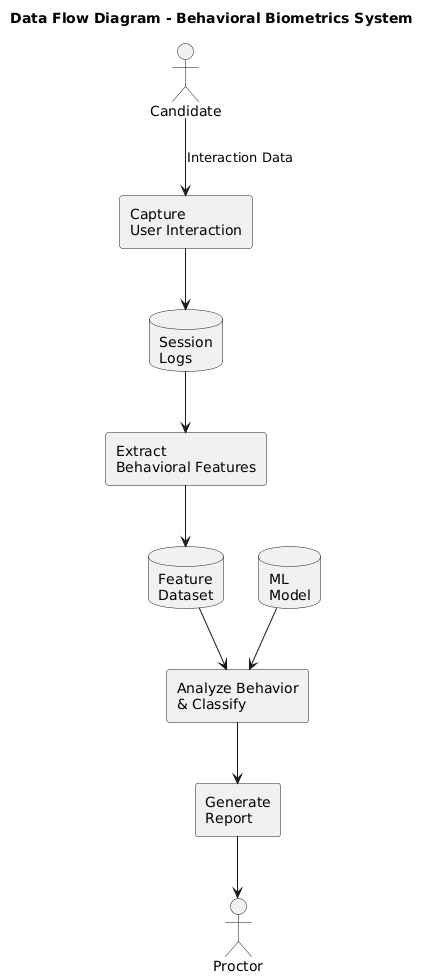 Data Flow Diagram - Behavioral Biometrics System
Candidate
Interaction Data
Capture
User Interaction
Session
Logs
Extract
Behavioral Features
Feature
Dataset
ML
Model
Analyze Behavior
& Classify
Generate
Report
Proctor